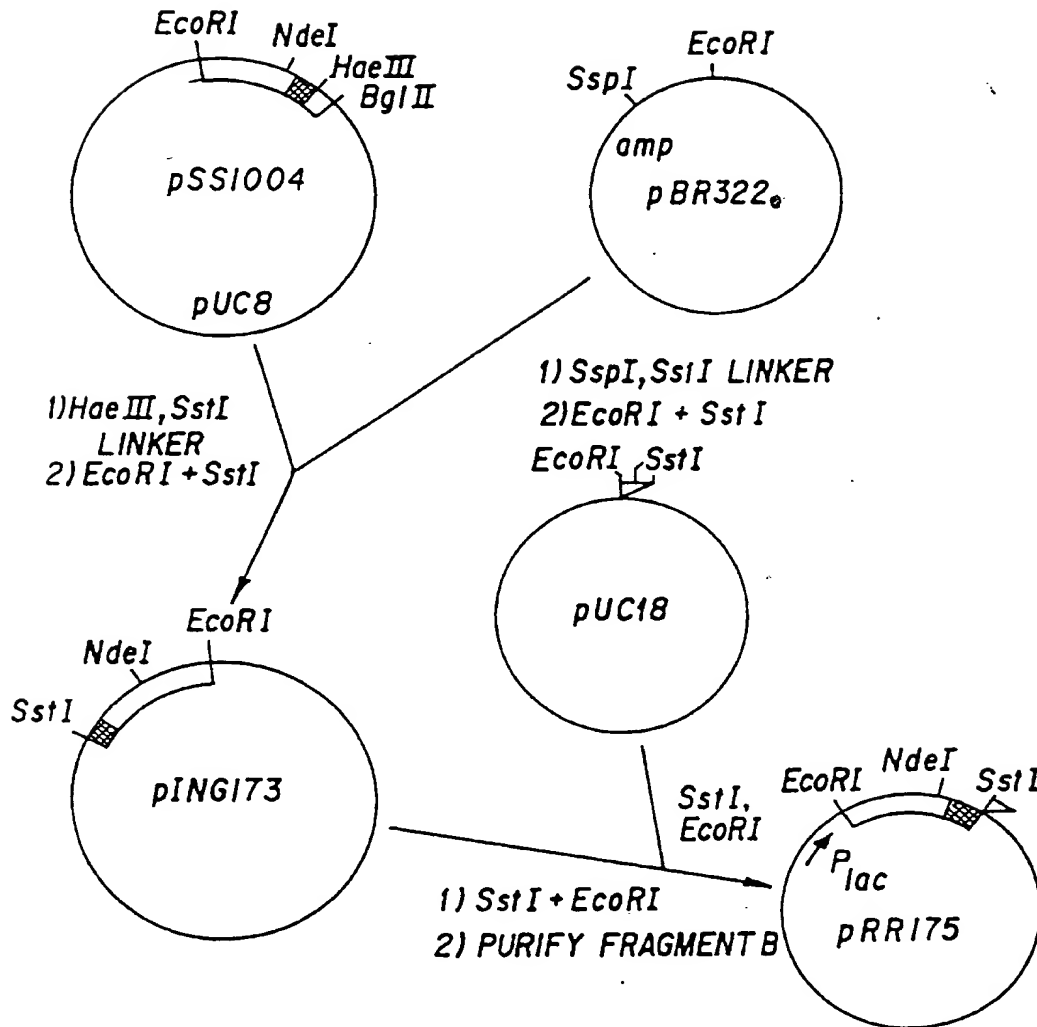 EcoRI
NdeI
HaeIII
BglII
pSS1004
pUC8
EcoRI
SspI
amp
pBR322
1) HaeIII, SstI
LINKER
2) EcoRI + SstI
1) SspI, SstI LINKER
2) EcoRI + SstI
EcoRI
SstI
pUC18
EcoRI
NdeI
SstI
pING173
SstI,
EcoRI
1) SstI + EcoRI
2) PURIFY FRAGMENT B
EcoRI
NdeI
SstI
Plac
pRR175